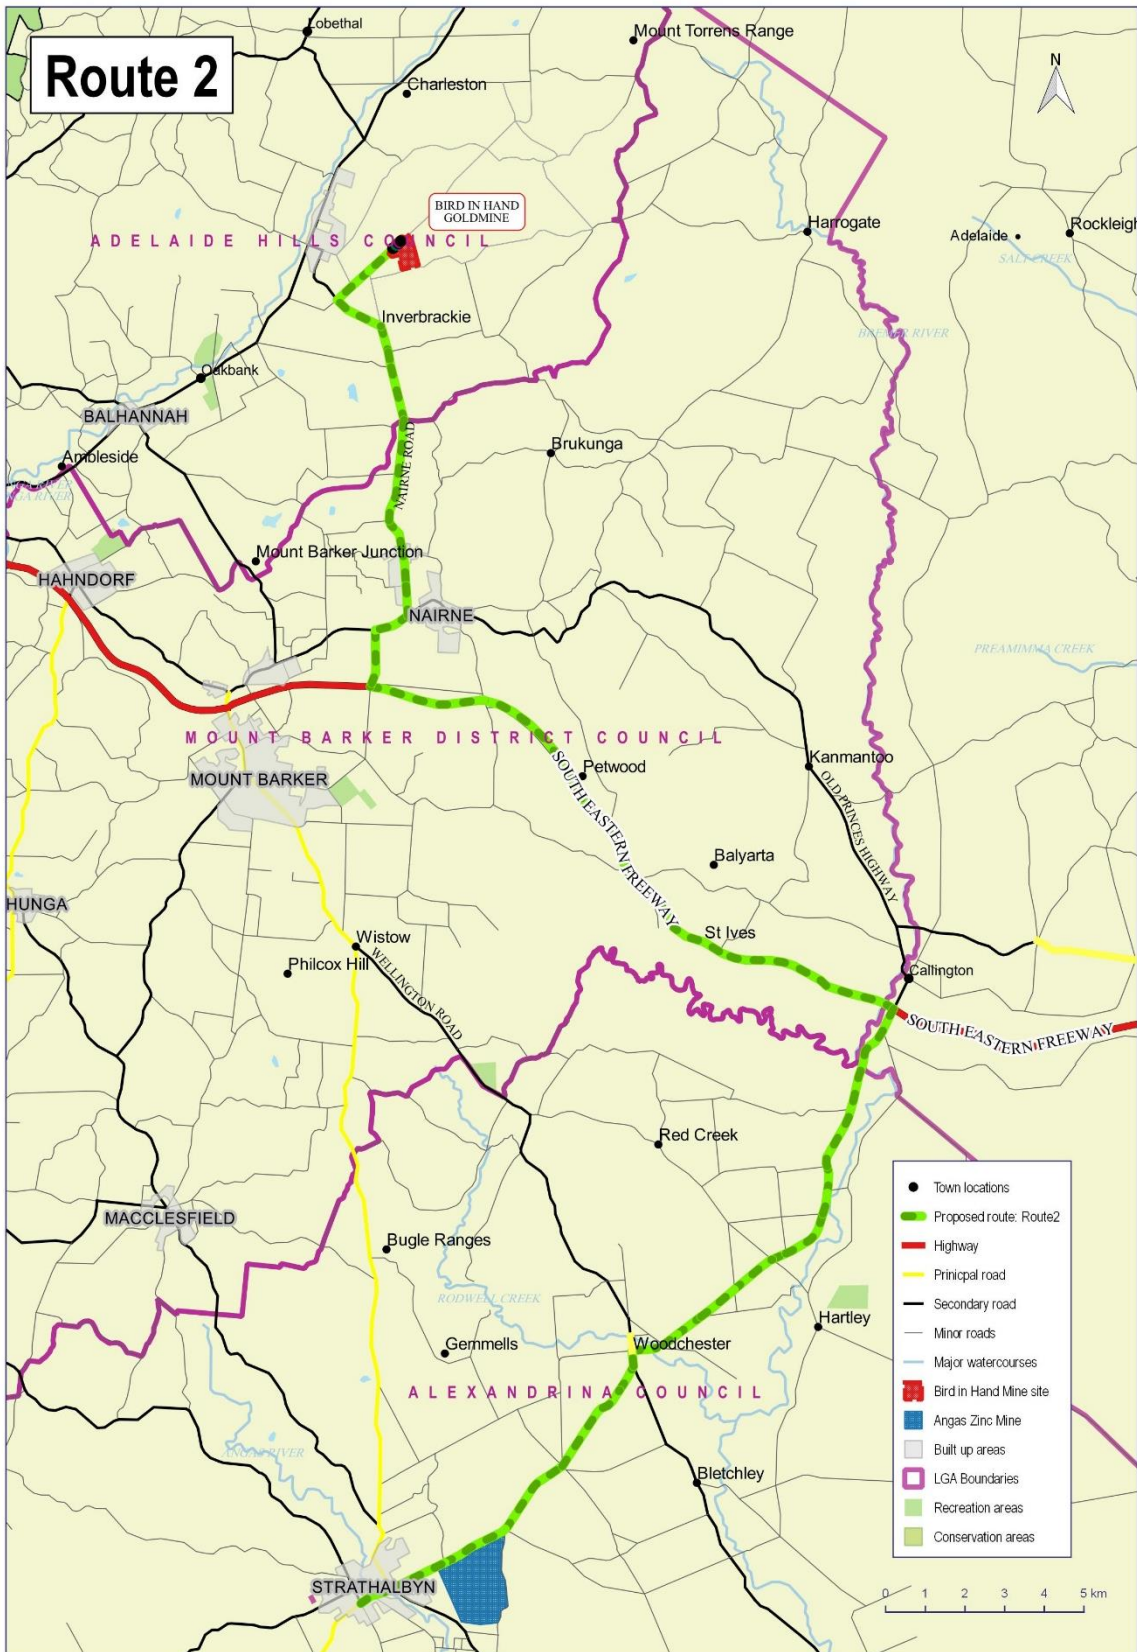 Route 2
Lobethal
Mount Torrens Range
N
Charleston
BIRD IN HAND
GOLDMINE
ADELAIDE HILLS COUNCIL
Harrogate
Adelaide
Rockleigh
SALT CREEK
Inverbrackie
BREMER RIVER
Oakbank
BALHANNAH
NAIRNE ROAD
Brukunga
Ambleside
Mount Barker Junction
HAHNDORF
NAIRNE
PREAMIMMA CREEK
MOUNT BARKER DISTRICT COUNCIL
MOUNT BARKER
Petwood
Kanmantoo
SOUTH EASTERN FREEWAY
OLD PRINCES HIGHWAY
Balyarta
HUNGA
Wistow
St Ives
Philcox Hill
WELLINGTON ROAD
Callington
SOUTH EASTERN FREEWAY
Red Creek
MACCLESFIELD
Bugle Ranges
RODWELL CREEK
Hartley
Gemmells
Woodchester
ALEXANDRINA COUNCIL
ANGAS RIVER
Bletchley
STRATHALBYN
Town locations
Proposed route: Route2
Highway
Prinicpal road
Secondary road
Minor roads
Major watercourses
Bird in Hand Mine site
Angas Zinc Mine
Built up areas
LGA Boundaries
Recreation areas
Conservation areas
0 1 2 3 4 5 km